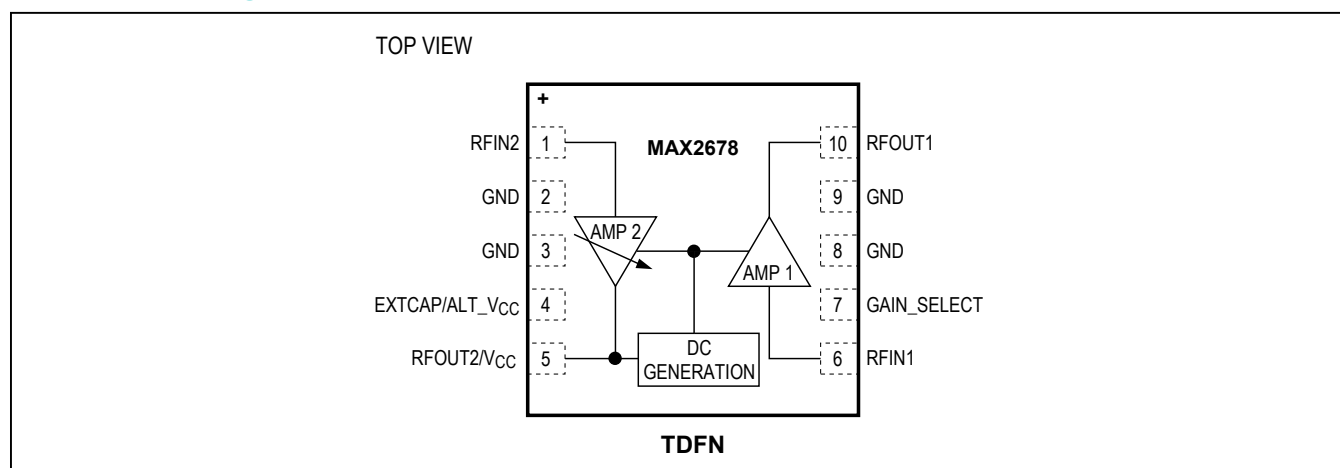 TOP VIEW
+
MAX2678
RFIN2 1
GND 2
GND 3
EXTCAP/ALT_VCC 4
RFOUT2/VCC 5
10 RFOUT1
9 GND
8 GND
7 GAIN_SELECT
6 RFIN1
AMP 2
AMP 1
DC
GENERATION
TDFN